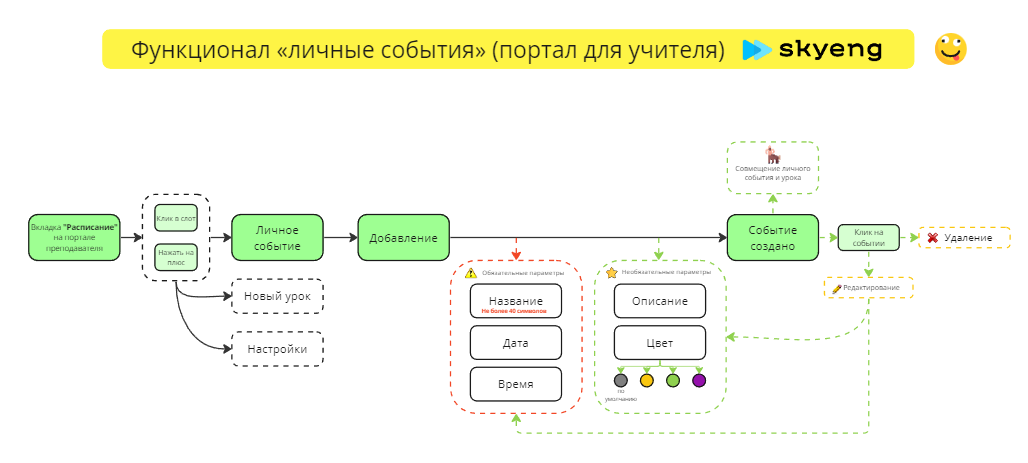 Функционал «личные события» (портал для учителя)
skyeng
Совмещение личного
события и урока
Вкладка "Расписание"
на портале
преподавателя
Клик в слот
Нажать на
плюс
Личное
событие
Добавление
Событие
создано
Клик на
событии
Удаление
Новый урок
Настройки
Обязательные параметры
Название
Не более 40 символов
Дата
Время
Необязательные параметры
Описание
Цвет
по
умолчанию
Редактирование